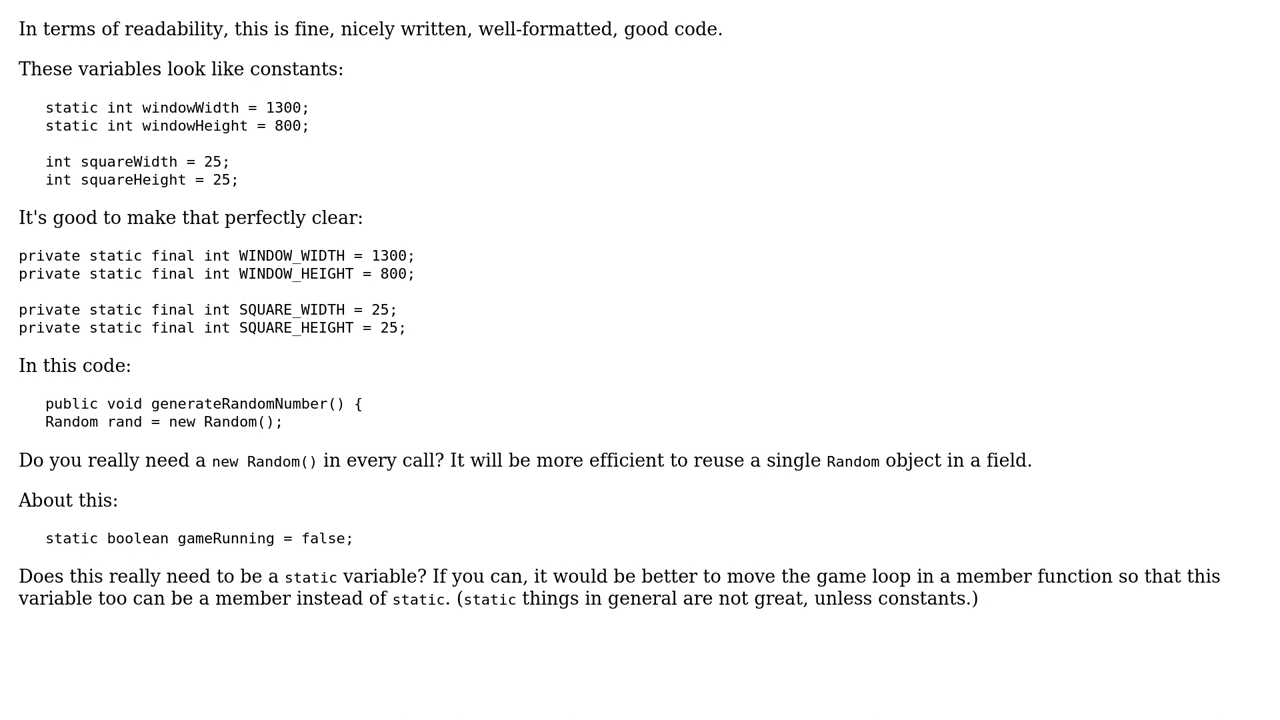 In terms of readability, this is fine, nicely written, well-formatted, good code.
These variables look like constants:
static int windowWidth = 1300;
static int windowHeight = 800;
int squareWidth = 25;
int squareHeight = 25;
It's good to make that perfectly clear:
private static final int WINDOW_WIDTH = 1300;
private static final int WINDOW_HEIGHT = 800;
private static final int SQUARE_WIDTH = 25;
private static final int SQUARE_HEIGHT = 25;
In this code:
public void generateRandomNumber() {
Random rand = new Random();
Do you really need a new Random() in every call? It will be more efficient to reuse a single Random object in a field.
About this:
static boolean gameRunning = false;
Does this really need to be a static variable? If you can, it would be better to move the game loop in a member function so that this
variable too can be a member instead of static. (static things in general are not great, unless constants.)